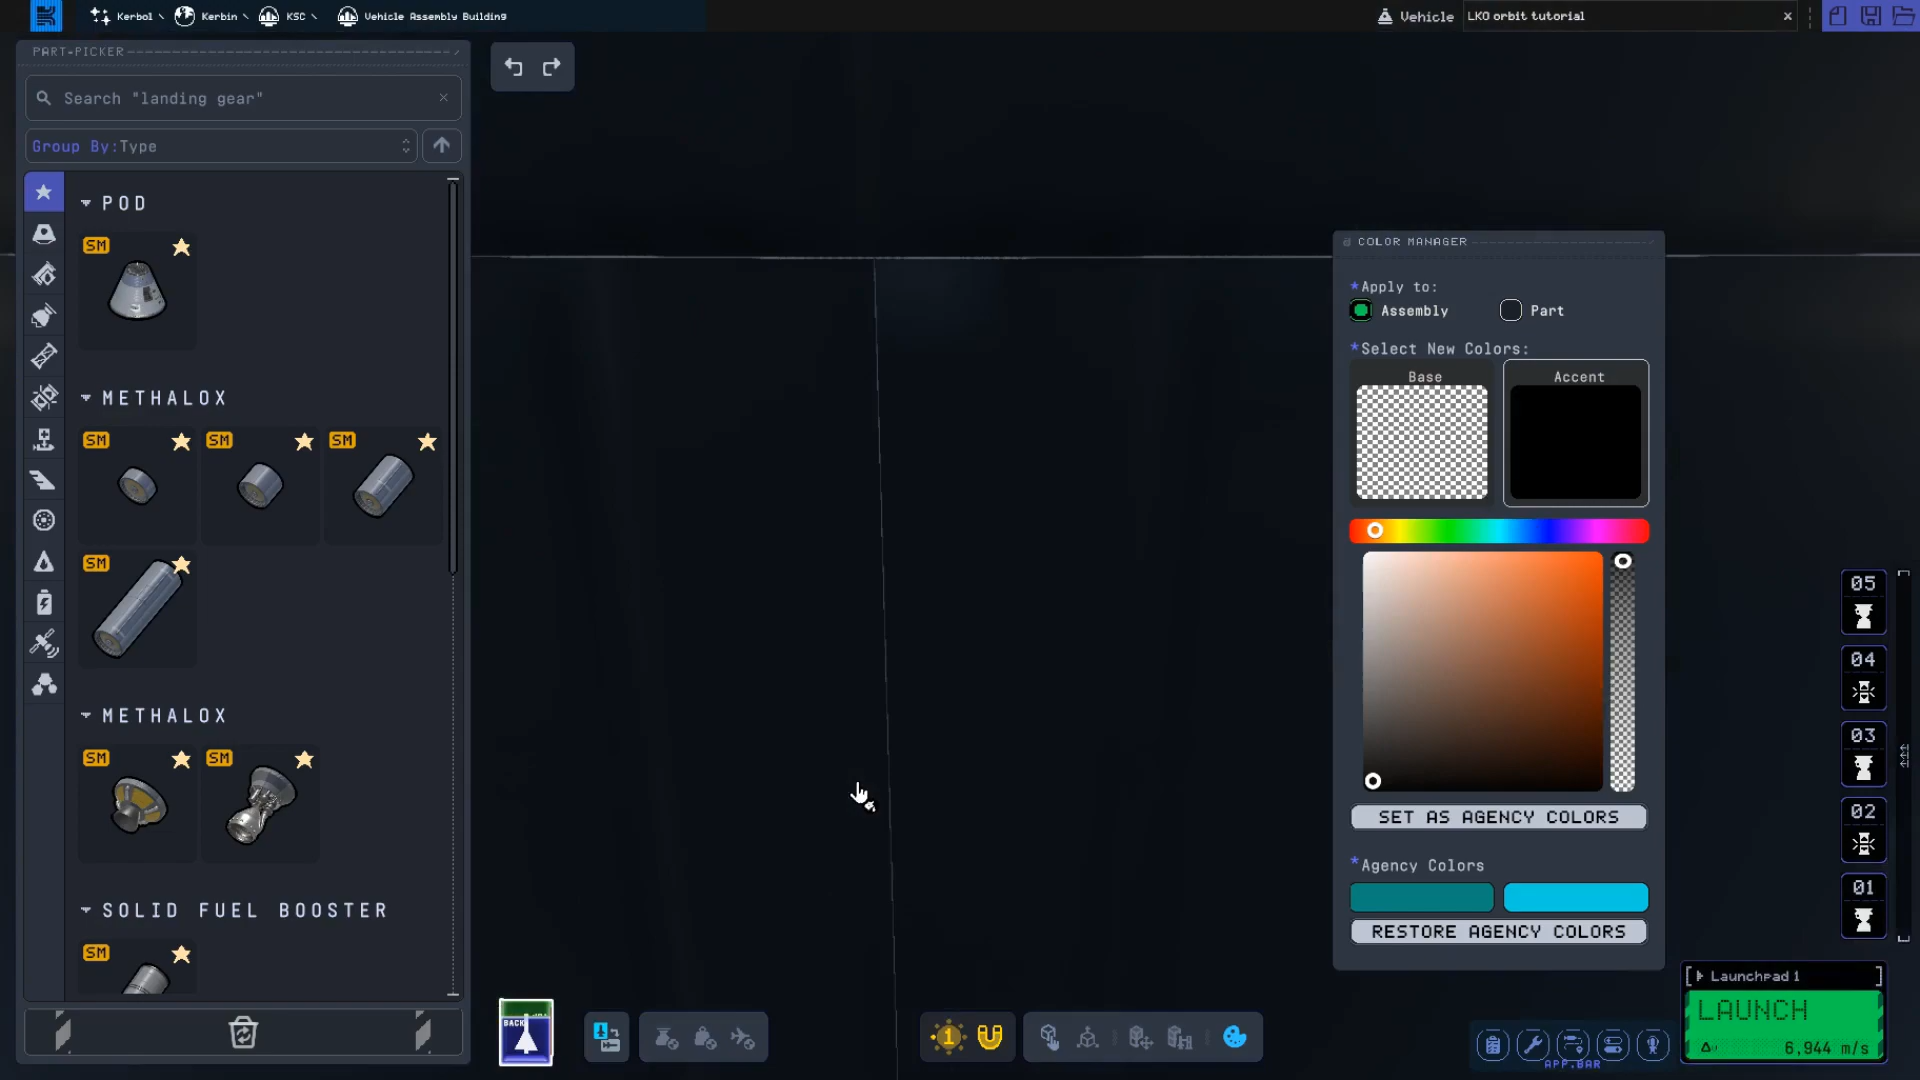 Kerbol
Kerbin
KSC
Vehicle Assembly Building
Vehicle
LKO orbit tutorial
PART-PICKER
Search "landing gear"
Group By:Type
POD
SM
METHALOX
SM
SM
SM
SM
METHALOX
SM
SM
SOLID FUEL BOOSTER
SM
COLOR MANAGER
*Apply to:
Assembly
Part
*Select New Colors:
Base
Accent
SET AS AGENCY COLORS
*Agency Colors
RESTORE AGENCY COLORS
05
04
03
02
01
Launchpad 1
LAUNCH
6,944 m/s
APP.BAR
BACK
1